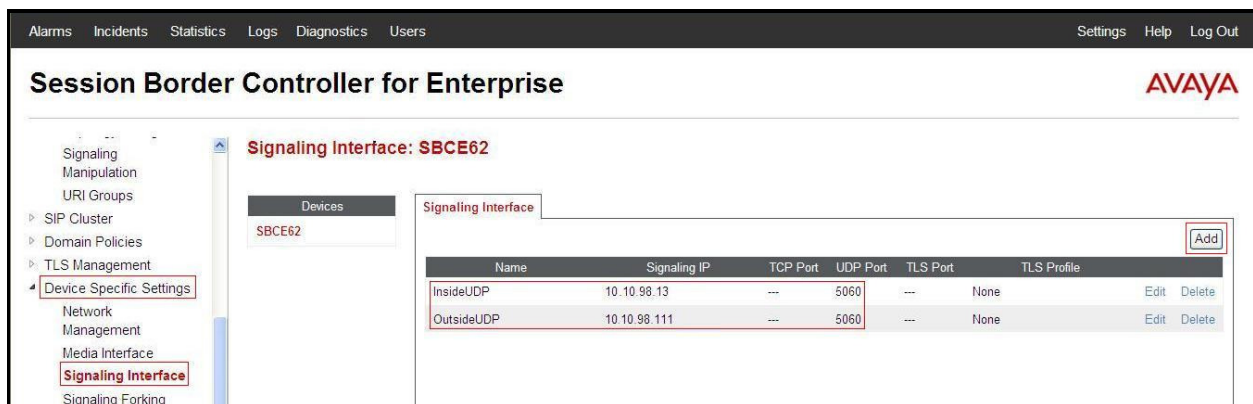 Alarms Incidents Statistics Logs Diagnostics Users Settings Help Log Out
Session Border Controller for Enterprise
AVAYA
Signaling
Manipulation
URI Groups
SIP Cluster
Domain Policies
TLS Management
Device Specific Settings
Network
Management
Media Interface
Signaling Interface
Signaling Forking
Signaling Interface: SBCE62
Devices
SBCE62
Signaling Interface
Add
Name Signaling IP TCP Port UDP Port TLS Port TLS Profile
InsideUDP 10.10.98.13 --- 5060 --- None Edit Delete
OutsideUDP 10.10.98.111 --- 5060 --- None Edit Delete